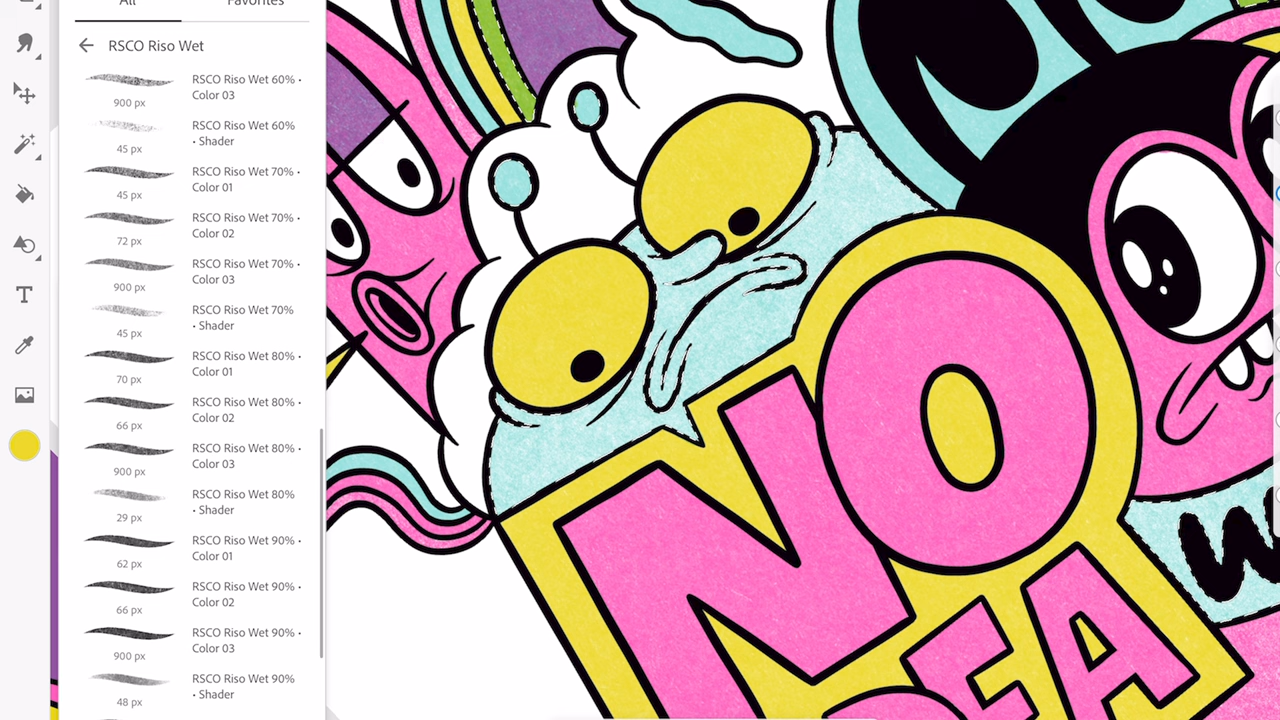 All
Favorites
RSCO Riso Wet
RSCO Riso Wet 60% •
Color 03
900 px
RSCO Riso Wet 60%
• Shader
45 px
RSCO Riso Wet 70% •
Color 01
45 px
RSCO Riso Wet 70% •
Color 02
72 px
RSCO Riso Wet 70% •
Color 03
900 px
RSCO Riso Wet 70%
• Shader
45 px
RSCO Riso Wet 80% •
Color 01
70 px
RSCO Riso Wet 80% •
Color 02
66 px
RSCO Riso Wet 80% •
Color 03
900 px
RSCO Riso Wet 80%
• Shader
29 px
RSCO Riso Wet 90% •
Color 01
62 px
RSCO Riso Wet 90% •
Color 02
66 px
RSCO Riso Wet 90% •
Color 03
900 px
RSCO Riso Wet 90%
• Shader
48 px
NO